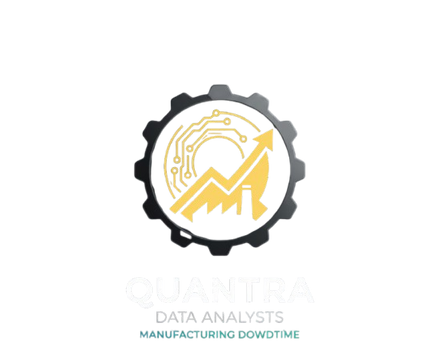 QUANTRA
DATA ANALYSTS
MANUFACTURING DOWDTIME